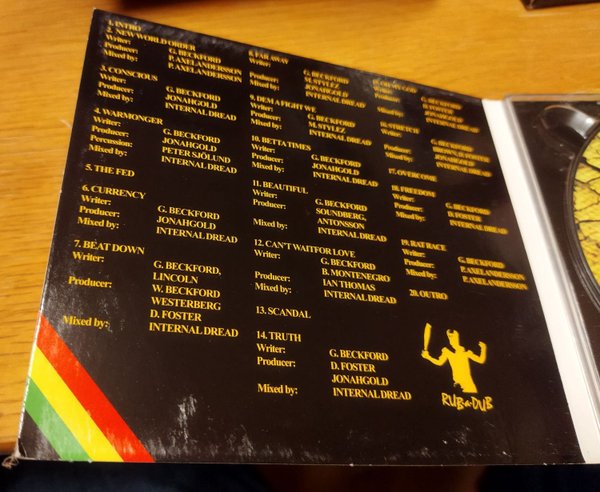 1. INTRO
2. NEW WORLD ORDER
Writer: G. BECKFORD
Producer: P. AXELANDERSSON
Mixed by: P. AXELANDERSSON
3. CONSCIOUS
Writer: G. BECKFORD
Producer: JONAHGOLD
Mixed by: INTERNAL DREAD
4. WARMONGER
Writer: G. BECKFORD
Producer: JONAHGOLD
Percussion: PETER SJÖLUND
Mixed by: INTERNAL DREAD
5. THE FED
6. CURRENCY
Writer: G. BECKFORD
Producer: JONAHGOLD
Mixed by: INTERNAL DREAD
7. BEAT DOWN
Writer: G. BECKFORD,
LINCOLN
Producer: W. BECKFORD
WESTERBERG
D. FOSTER
Mixed by: INTERNAL DREAD
8. FAR AWAY
Writer: G. BECKFORD
Producer: M. STYLEZ
JONAHGOLD
Mixed by: INTERNAL DREAD
9. DEM A FIGHT WE
Writer: G. BECKFORD
Producer: M. STYLEZ
Mixed by: INTERNAL DREAD
10. BETTA TIMES
Writer: G. BECKFORD
Producer: JONAHGOLD
Mixed by: INTERNAL DREAD
11. BEAUTIFUL
Writer: G. BECKFORD
Producer: SOUNDBERG,
ANTONSSON
Mixed by: INTERNAL DREAD
12. CAN'T WAIT FOR LOVE
Writer: G. BECKFORD
B. MONTENEGRO
Producer: IAN THOMAS
Mixed by: INTERNAL DREAD
13. SCANDAL
14. TRUTH
Writer: G. BECKFORD
Producer: D. FOSTER
JONAHGOLD
Mixed by: INTERNAL DREAD
GOD
G. BECKFORD
D. FOSTER
JONAHGOLD
INTERNAL DREAD
16. STRETCH
Writer: G. BECKFORD
D. FOSTER
Producer: JONAHGOLD
Mixed by: INTERNAL DREAD
17. OVERCOME
18. FREEDOM
Writer: G. BECKFORD
Producer: D. FOSTER
Mixed by: INTERNAL DREAD
19. RAT RACE
Writer: G. BECKFORD
Producer: P. AXELANDERSSON
Mixed by: P. AXELANDERSSON
20. OUTRO
RUB-A-DUB